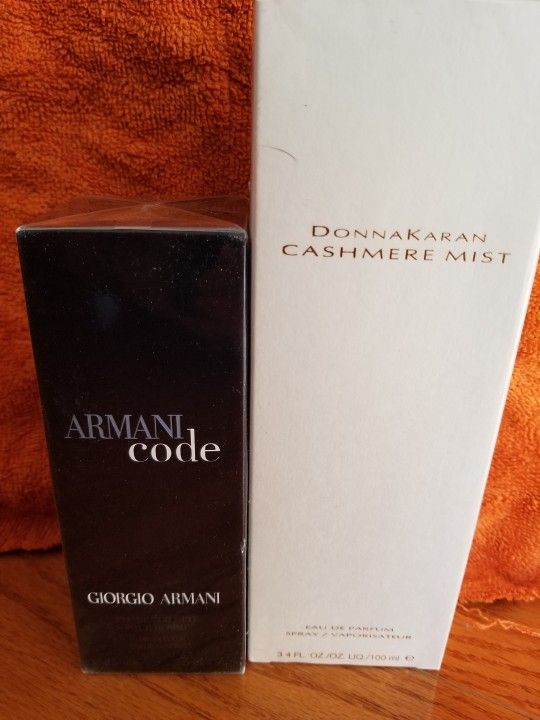 ARMANI
code
GIORGIO ARMANI
DONNAKARAN
CASHMERE MIST
EAU DE PARFUM
SPRAY / VAPORISATEUR
3.4 FL. OZ./OZ. LIQ./100 ml e